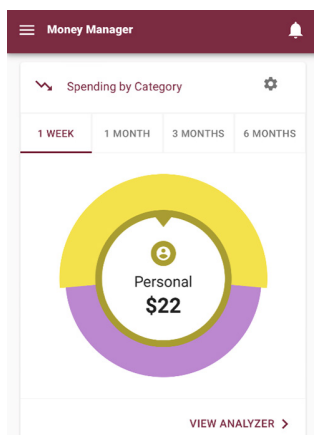 Money Manager
Spending by Category
1 WEEK 1 MONTH 3 MONTHS 6 MONTHS
Personal
$22
VIEW ANALYZER